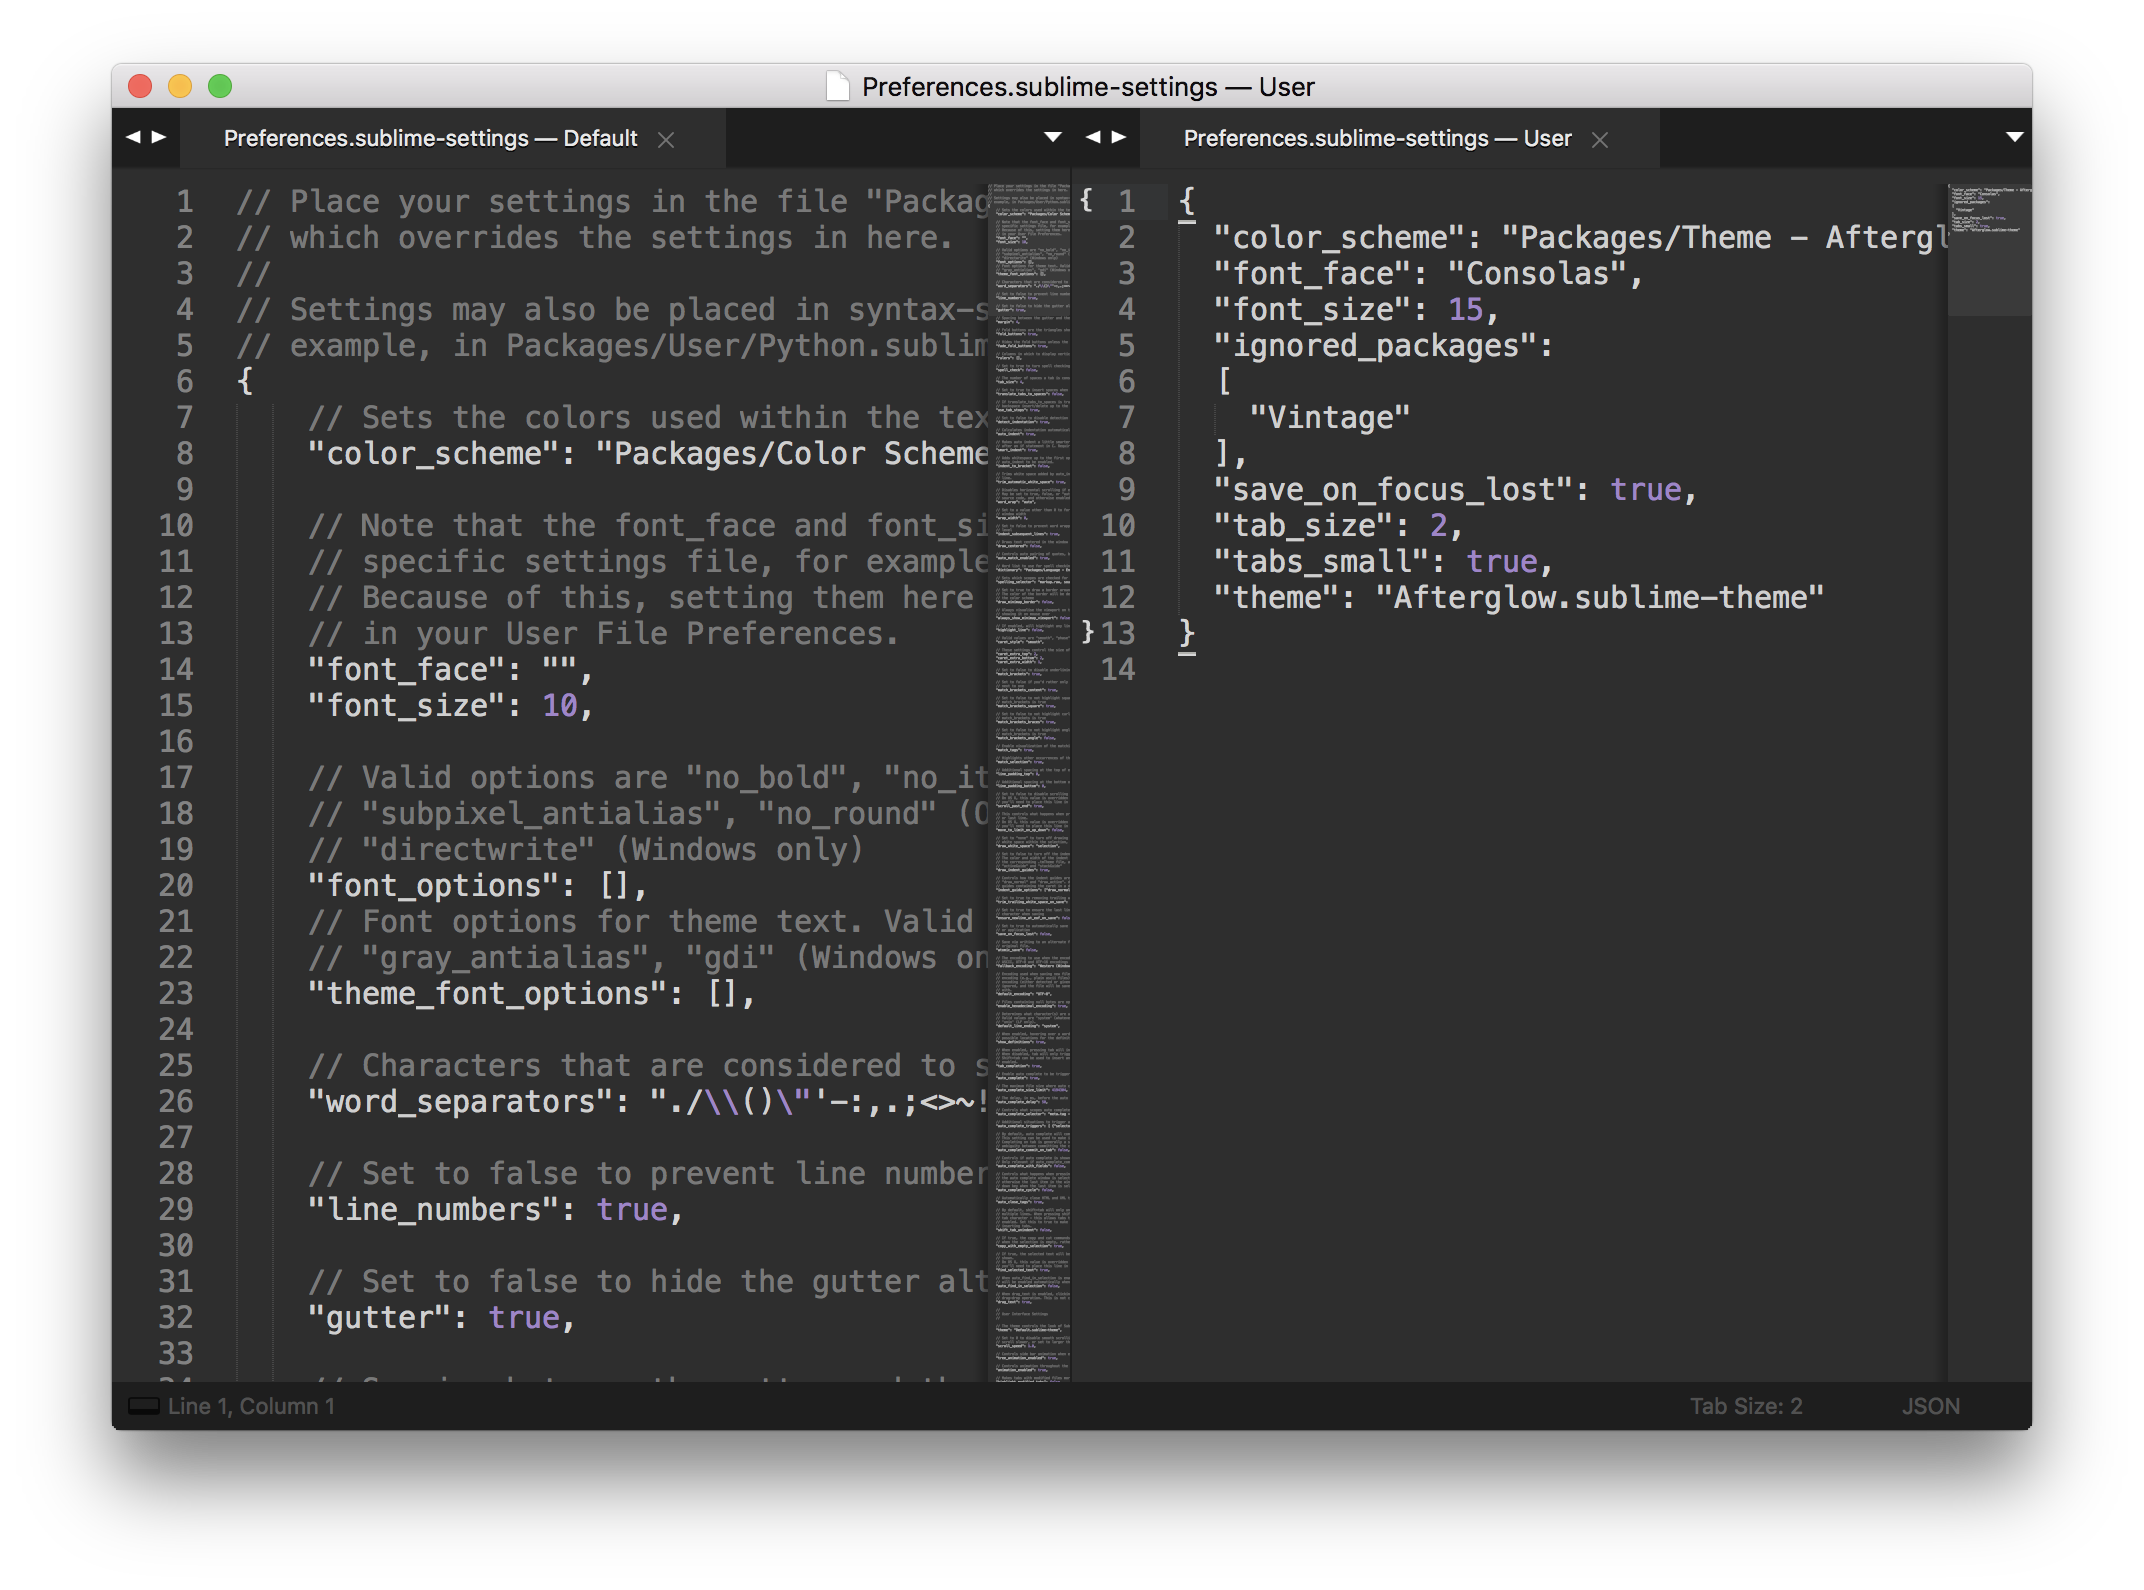 Preferences.sublime-settings — User
Preferences.sublime-settings — Default
1 // Place your settings in the file "Packag
2 // which overrides the settings in here.
3 //
4 // Settings may also be placed in syntax-s
5 // example, in Packages/User/Python.sublim
6 {
7 // Sets the colors used within the tex
8 "color_scheme": "Packages/Color Scheme
9
10 // Note that the font_face and font_si
11 // specific settings file, for example
12 // Because of this, setting them here
13 // in your User File Preferences.
14 "font_face": "",
15 "font_size": 10,
16
17 // Valid options are "no_bold", "no_it
18 // "subpixel_antialias", "no_round" (O
19 // "directwrite" (Windows only)
20 "font_options": [],
21 // Font options for theme text. Valid
22 // "gray_antialias", "gdi" (Windows on
23 "theme_font_options": [],
24
25 // Characters that are considered to s
26 "word_separators": "./\\()\"'-:,.;<>~!
27
28 // Set to false to prevent line number
29 "line_numbers": true,
30
31 // Set to false to hide the gutter alt
32 "gutter": true,
33
Preferences.sublime-settings — User
{ 1 {
2 "color_scheme": "Packages/Theme - Aftergl
3 "font_face": "Consolas",
4 "font_size": 15,
5 "ignored_packages":
6 [
7 "Vintage"
8 ],
9 "save_on_focus_lost": true,
10 "tab_size": 2,
11 "tabs_small": true,
12 "theme": "Afterglow.sublime-theme"
} 13 }
14
Line 1, Column 1
Tab Size: 2
JSON